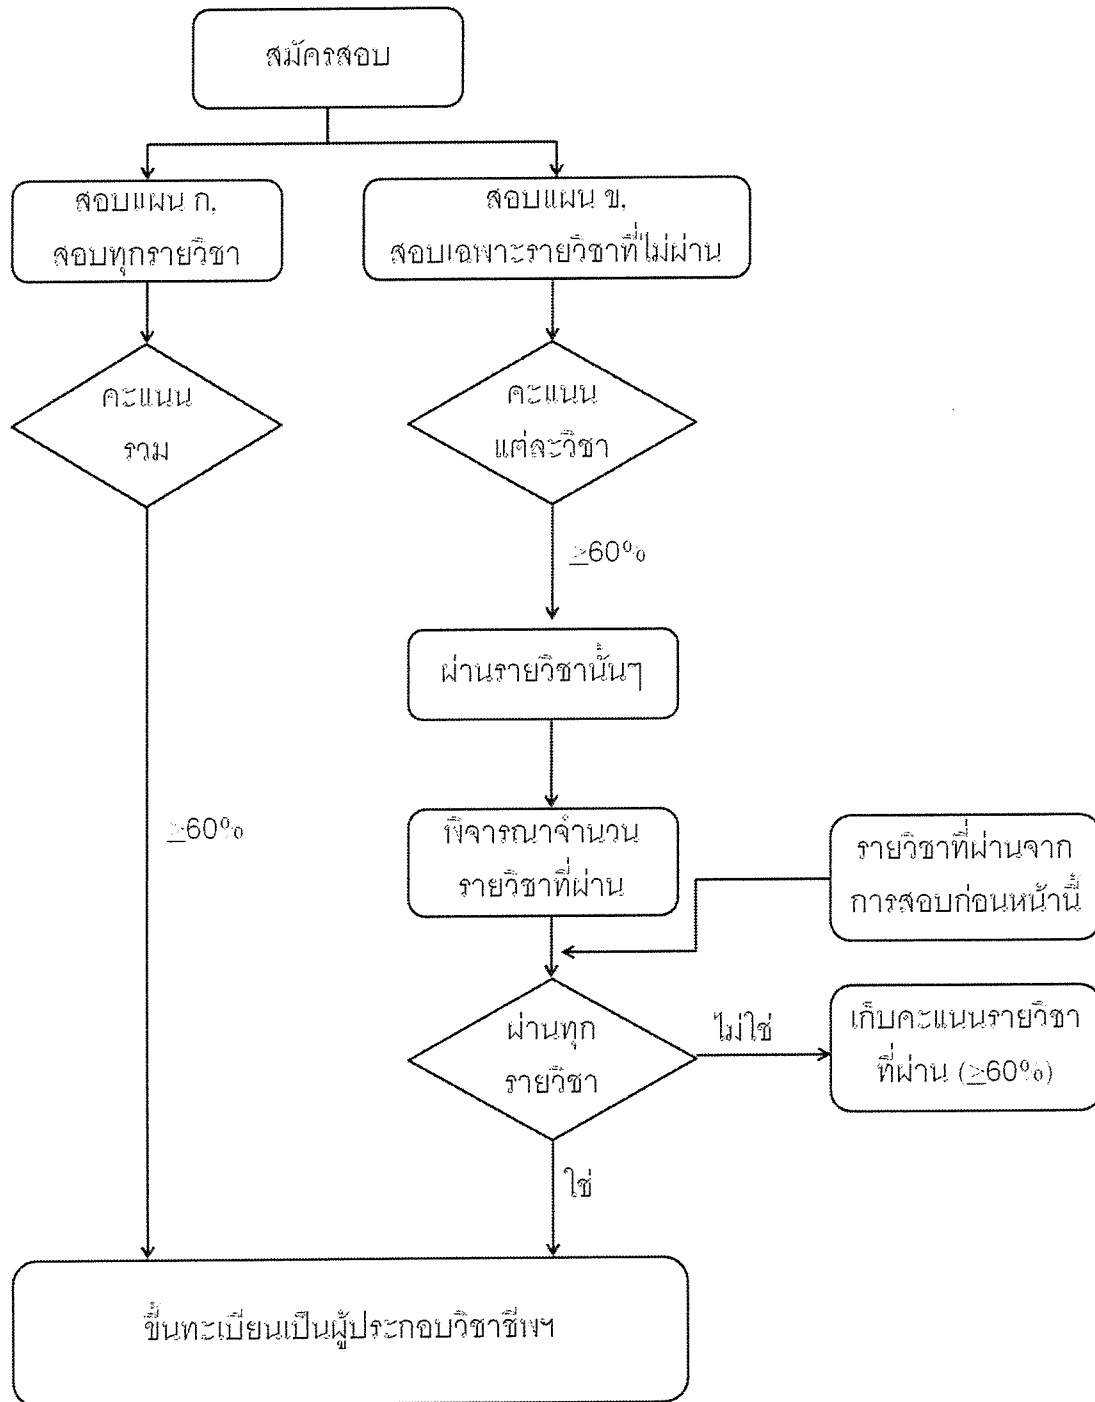 สมัครสอบ
สอบแผน ก.
สอบทุกรายวิชา
สอบแผน ข.
สอบเฉพาะรายวิชาที่ไม่ผ่าน
คะแนน
รวม
คะแนน
แต่ละวิชา
≥60%
ผ่านรายวิชานั้นๆ
≥60%
พิจารณาจำนวน
รายวิชาที่ผ่าน
รายวิชาที่ผ่านจาก
การสอบก่อนหน้านี้
ผ่านทุก
รายวิชา
ไม่ใช่
เก็บคะแนนรายวิชา
ที่ผ่าน (≥60%)
ใช่
ขึ้นทะเบียนเป็นผู้ประกอบวิชาชีพฯ